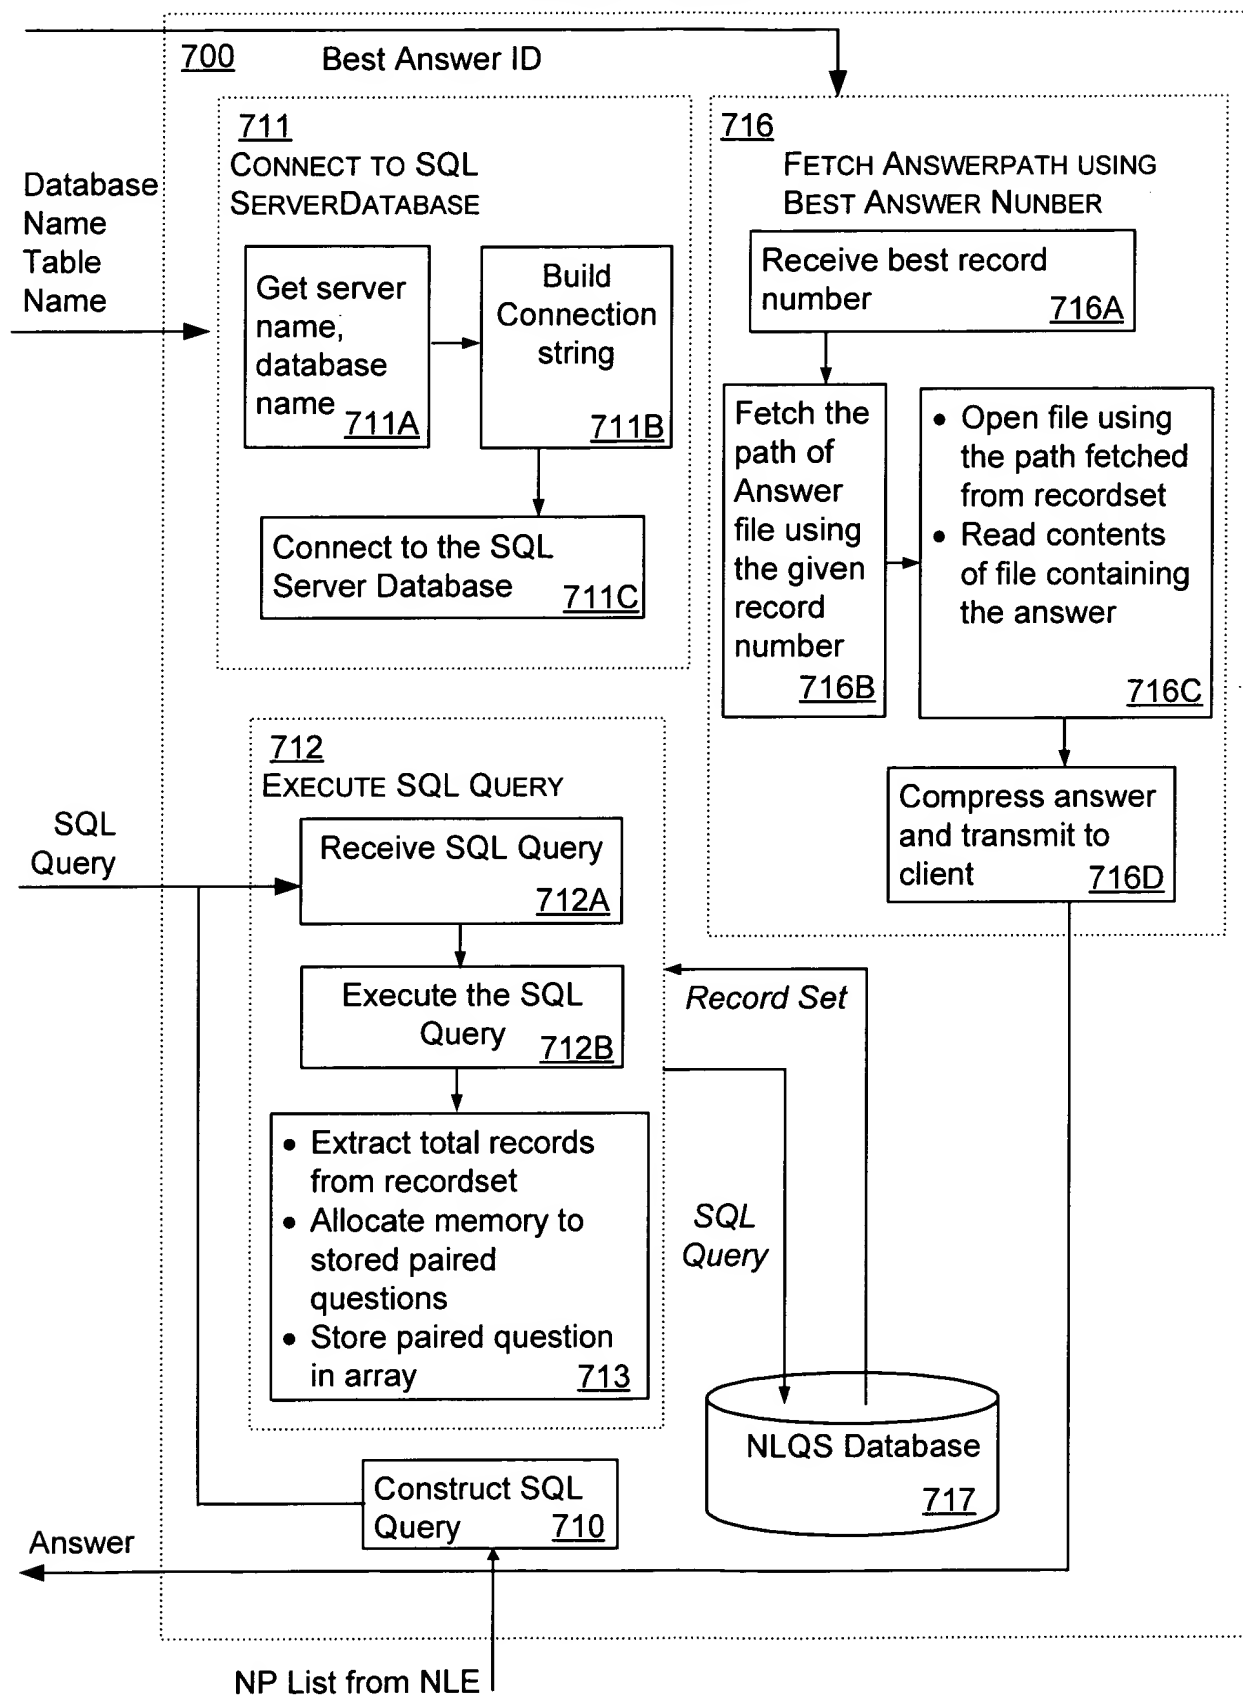 700 Best Answer ID
711
CONNECT TO SQL
SERVERDATABASE
Database
Name
Table
Name
Get server
name,
database
name
711A
Build
Connection
string
711B
Connect to the SQL
Server Database
711C
716
FETCH ANSWERPATH USING
BEST ANSWER NUNBER
Receive best record
number
716A
Fetch the
path of
Answer
file using
the given
record
number
716B
• Open file using
the path fetched
from recordset
• Read contents
of file containing
the answer
716C
Compress answer
and transmit to
client
716D
712
EXECUTE SQL QUERY
SQL
Query
Receive SQL Query
712A
Execute the SQL
Query
712B
• Extract total records
from recordset
• Allocate memory to
stored paired
questions
• Store paired question
in array
713
Record Set
SQL
Query
NLQS Database
717
Construct SQL
Query
710
Answer
NP List from NLE